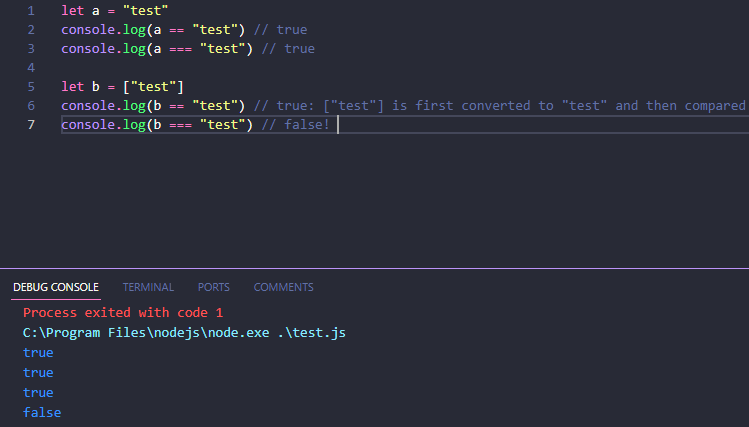 1 let a = "test"
2 console.log(a == "test") // true
3 console.log(a === "test") // true
4
5 let b = ["test"]
6 console.log(b == "test") // true: ["test"] is first converted to "test" and then compared
7 console.log(b === "test") // false!
DEBUG CONSOLE TERMINAL PORTS COMMENTS
Process exited with code 1
C:\Program Files\nodejs\node.exe .\test.js
true
true
true
false